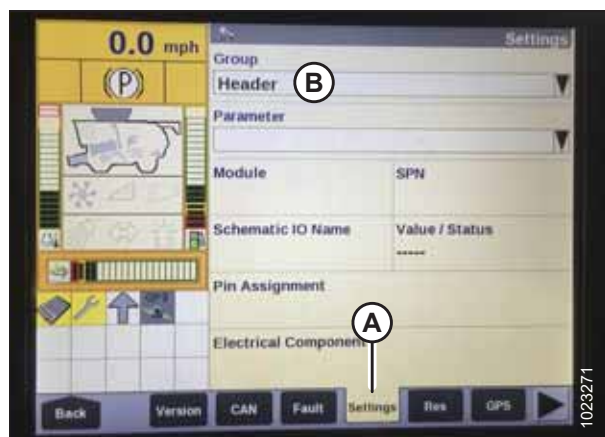 0.0 mph
Settings
Group
(P)
Header
B
Parameter
Module
SPN
Schematic IO Name
Value / Status
-----
Pin Assignment
A
Electrical Component
Back
Version
CAN
Fault
Settings
Res
GPS
1023271